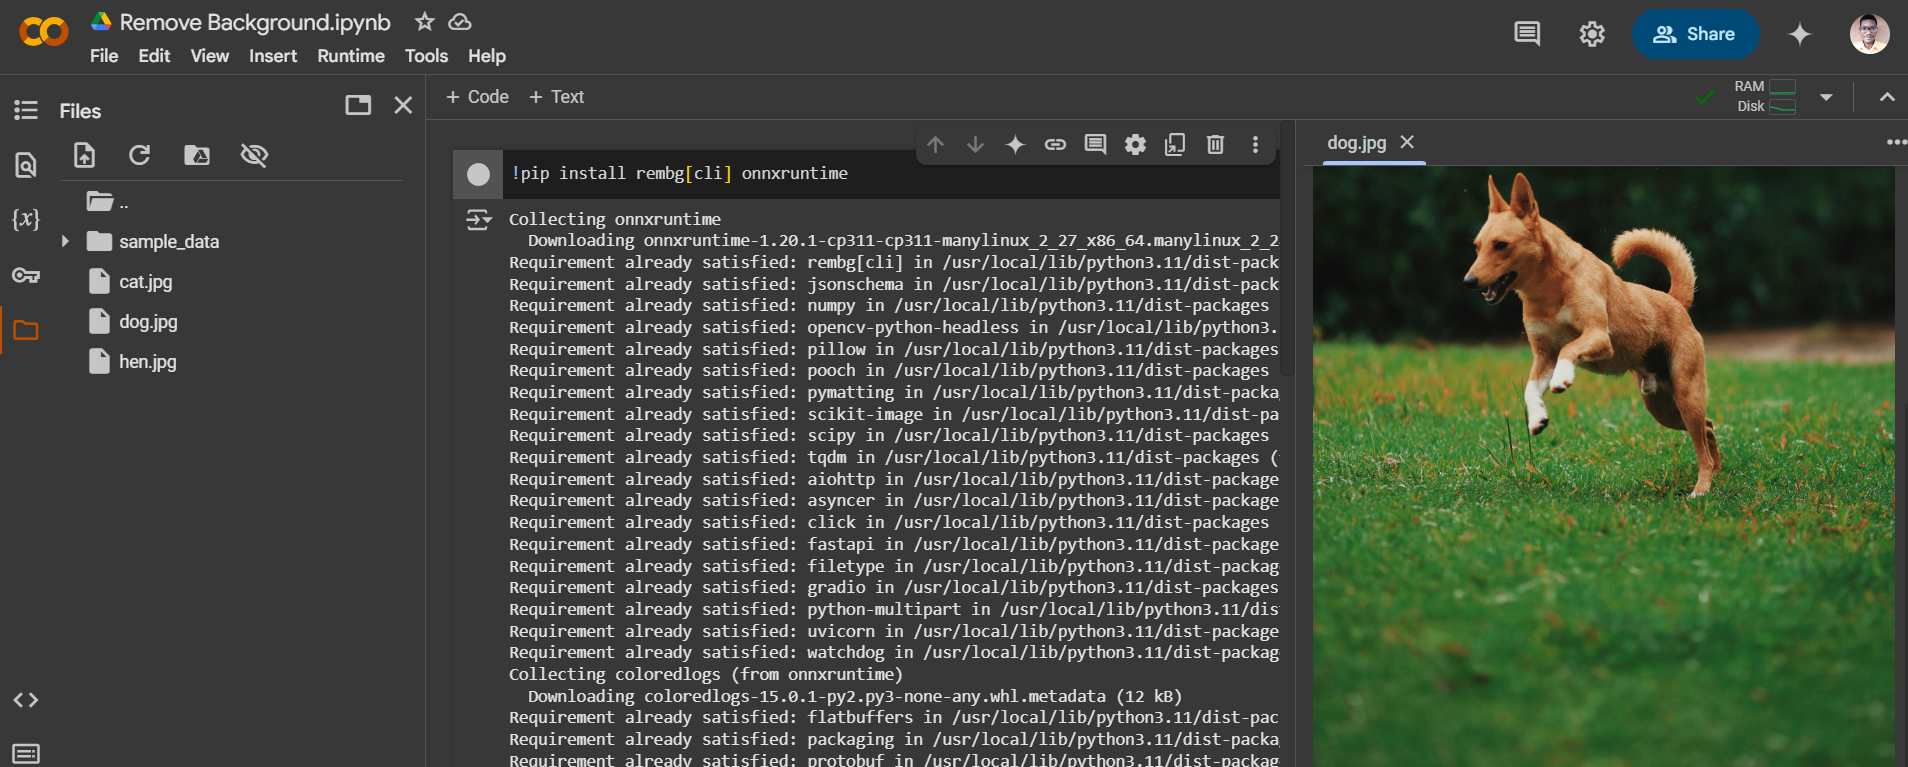 Remove Background.ipynb
File Edit View Insert Runtime Tools Help
Share
Files
+ Code + Text
RAM
Disk
..
sample_data
cat.jpg
dog.jpg
hen.jpg
{x}
!pip install rembg[cli] onnxruntime
Collecting onnxruntime
Downloading onnxruntime-1.20.1-cp311-cp311-manylinux_2_27_x86_64.manylinux_2_2
Requirement already satisfied: rembg[cli] in /usr/local/lib/python3.11/dist-pack
Requirement already satisfied: jsonschema in /usr/local/lib/python3.11/dist-pack
Requirement already satisfied: numpy in /usr/local/lib/python3.11/dist-packages
Requirement already satisfied: opencv-python-headless in /usr/local/lib/python3.
Requirement already satisfied: pillow in /usr/local/lib/python3.11/dist-packages
Requirement already satisfied: pooch in /usr/local/lib/python3.11/dist-packages
Requirement already satisfied: pymatting in /usr/local/lib/python3.11/dist-packa
Requirement already satisfied: scikit-image in /usr/local/lib/python3.11/dist-pa
Requirement already satisfied: scipy in /usr/local/lib/python3.11/dist-packages
Requirement already satisfied: tqdm in /usr/local/lib/python3.11/dist-packages (
Requirement already satisfied: aiohttp in /usr/local/lib/python3.11/dist-package
Requirement already satisfied: asyncer in /usr/local/lib/python3.11/dist-package
Requirement already satisfied: click in /usr/local/lib/python3.11/dist-packages
Requirement already satisfied: fastapi in /usr/local/lib/python3.11/dist-package
Requirement already satisfied: filetype in /usr/local/lib/python3.11/dist-packag
Requirement already satisfied: gradio in /usr/local/lib/python3.11/dist-packages
Requirement already satisfied: python-multipart in /usr/local/lib/python3.11/dis
Requirement already satisfied: uvicorn in /usr/local/lib/python3.11/dist-package
Requirement already satisfied: watchdog in /usr/local/lib/python3.11/dist-packag
Collecting coloredlogs (from onnxruntime)
Downloading coloredlogs-15.0.1-py2.py3-none-any.whl.metadata (12 kB)
Requirement already satisfied: flatbuffers in /usr/local/lib/python3.11/dist-pac
Requirement already satisfied: packaging in /usr/local/lib/python3.11/dist-packa
Requirement already satisfied: protobuf in /usr/local/lib/python3.11/dist-packag
dog.jpg